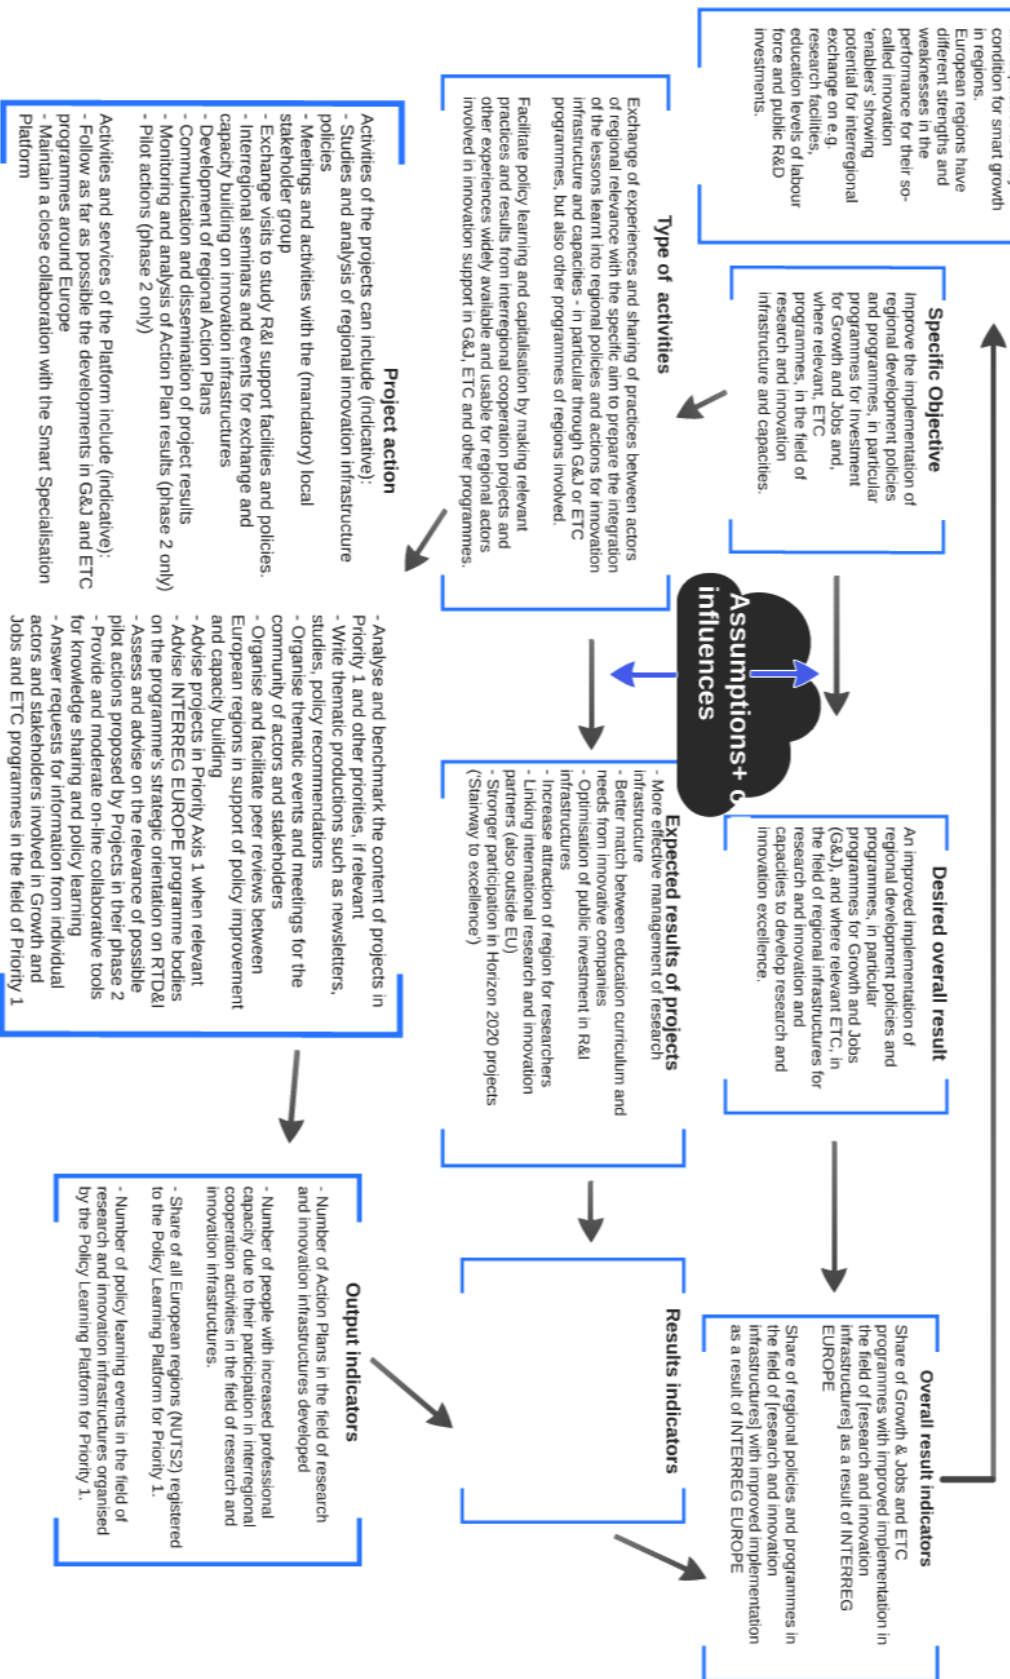 condition for smart growth
in regions.
European regions have
different strengths and
weaknesses in the
performance for their so-
called innovation
'enablers' showing
potential for interregional
exchange on e.g.
research facilities,
education levels of labour
force and public R&D
investments.
Specific Objective
Improve the implementation of
regional development policies
and programmes, in particular
programmes for Investment
for Growth and Jobs and,
where relevant, ETC
programmes, in the field of
research and innovation
infrastructure and capacities.
Assumptions+
influences
Desired overall result
An improved implementation of
regional development policies and
programmes, in particular
programmes for Growth and Jobs
(G&J), and where relevant ETC, in
the field of regional infrastructures for
research and innovation and
capacities to develop research and
innovation excellence.
Overall result indicators
Share of Growth & Jobs and ETC
programmes with improved implementation in
the field of [research and innovation
infrastructures] as a result of INTERREG
EUROPE
Share of regional policies and programmes in
the field of [research and innovation
infrastructures] with improved implementation
as a result of INTERREG EUROPE
Type of activities
Exchange of experiences and sharing of practices between actors
of regional relevance with the specific aim to prepare the integration
of the lessons learnt into regional policies and actions for innovation
infrastructure and capacities - in particular through G&J or ETC
programmes, but also other programmes of regions involved.
Facilitate policy learning and capitalisation by making relevant
practices and results from interregional cooperation projects and
other experiences widely available and usable for regional actors
involved in innovation support in G&J, ETC and other programmes.
Expected results of projects
- More effective management of research
infrastructure
- Better match between education curriculum and
needs from innovative companies
- Optimisation of public investment in R&I
infrastructures
- Increase attraction of region for researchers
- Linking international research and innovation
partners (also outside EU)
- Stronger participation in Horizon 2020 projects
('Stairway to excellence')
Results indicators
Project action
Activities of the projects can include (indicative):
- Studies and analysis of regional innovation infrastructure
policies
- Meetings and activities with the (mandatory) local
stakeholder group
- Exchange visits to study R&I support facilities and policies.
- Interregional seminars and events for exchange and
capacity building on innovation infrastructures
- Development of regional Action Plans
- Communication and dissemination of project results
- Monitoring and analysis of Action Plan results (phase 2 only)
- Pilot actions (phase 2 only)
Activities and services of the Platform include (indicative):
- Follow as far as possible the developments in G&J and ETC
programmes around Europe
- Maintain a close collaboration with the Smart Specialisation
Platform
- Analyse and benchmark the content of projects in
Priority 1 and other priorities, if relevant
- Write thematic productions such as newsletters,
studies, policy recommendations
- Organise thematic events and meetings for the
community of actors and stakeholders
- Organise and facilitate peer reviews between
European regions in support of policy improvement
and capacity building
- Advise projects in Priority Axis 1 when relevant
- Advise INTERREG EUROPE programme bodies
on the programme's strategic orientation on RTD&I
- Assess and advise on the relevance of possible
pilot actions proposed by Projects in their phase 2
- Provide and moderate on-line collaborative tools
for knowledge sharing and policy learning
- Answer requests for information from individual
actors and stakeholders involved in Growth and
Jobs and ETC programmes in the field of Priority 1
Output indicators
- Number of Action Plans in the field of research
and innovation infrastructures developed
- Number of people with increased professional
capacity due to their participation in interregional
cooperation activities in the field of research and
innovation infrastructures.
- Share of all European regions (NUTS2) registered
to the Policy Learning Platform for Priority 1.
- Number of policy learning events in the field of
research and innovation infrastructures organised
by the Policy Learning Platform for Priority 1.